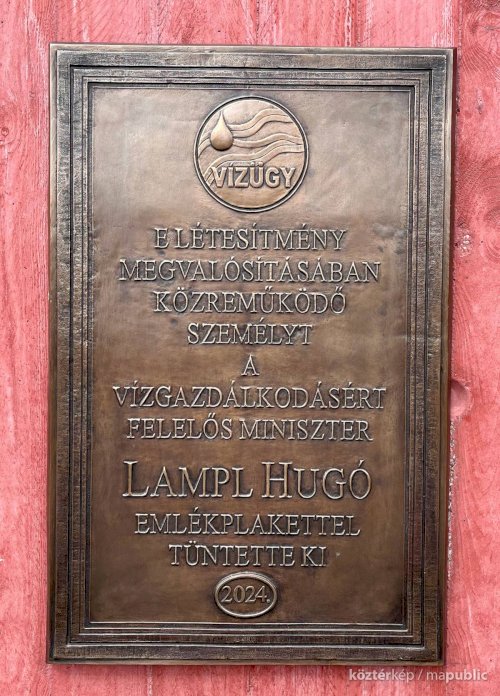 VÍZÜGY
E LÉTESÍTMÉNY
MEGVALÓSÍTÁSÁBAN
KÖZREMŰKÖDŐ
SZEMÉLYT
A
VÍZGAZDÁLKODÁSÉRT
FELELŐS MINISZTER
LAMPL HUGÓ
EMLÉKPLAKETTEL
TÜNTETTE KI
2024.
köztérkép / mapublic